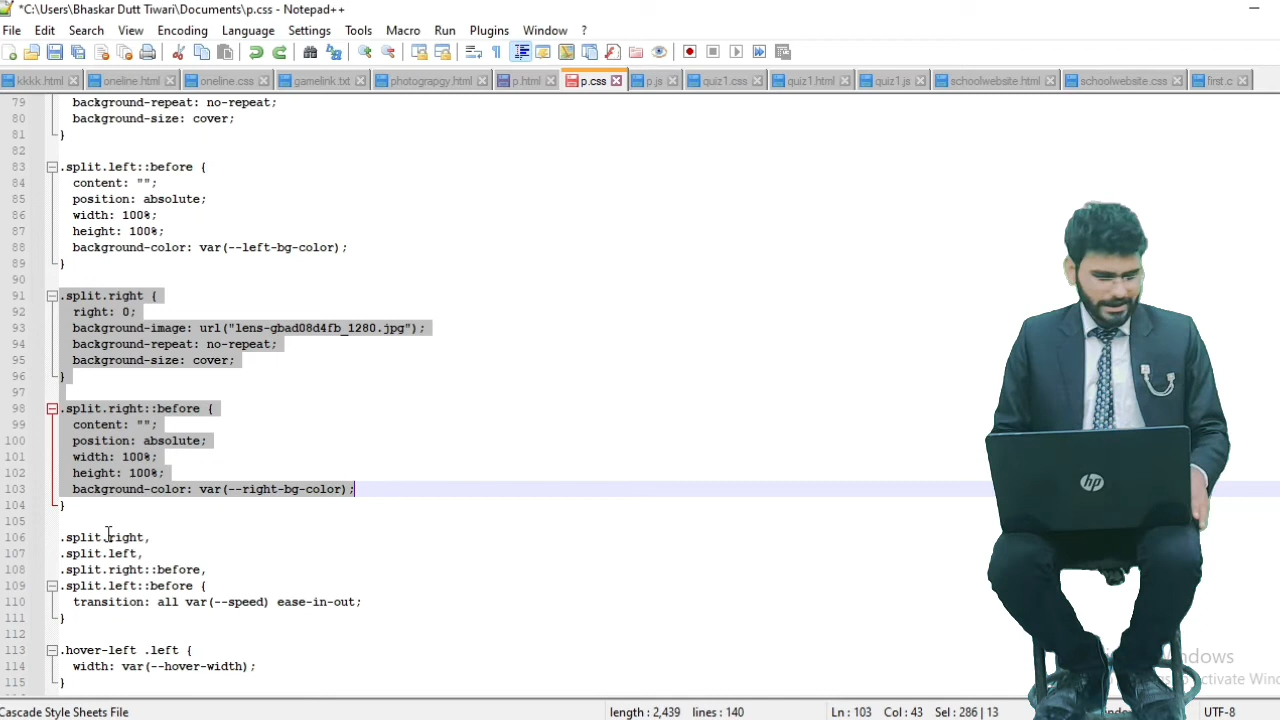 *C:\Users\Bhaskar Dutt Tiwari\Documents\p.css - Notepad++
File Edit Search View Encoding Language Settings Tools Macro Run Plugins Window ?
kkkk.html oneline.html oneline.css gamelink.txt photograpgy.html p.html p.css p.js quiz1.css quiz1.html quiz1.js schoolwebsite.html schoolwebsite.css first.c
79 background-repeat: no-repeat;
80 background-size: cover;
81 }
82
83 .split.left::before {
84 content: "";
85 position: absolute;
86 width: 100%;
87 height: 100%;
88 background-color: var(--left-bg-color);
89 }
90
91 .split.right {
92 right: 0;
93 background-image: url("lens-gbad08d4fb_1280.jpg");
94 background-repeat: no-repeat;
95 background-size: cover;
96 }
97
98 .split.right::before {
99 content: "";
100 position: absolute;
101 width: 100%;
102 height: 100%;
103 background-color: var(--right-bg-color);
104 }
105
106 .split.right,
107 .split.left,
108 .split.right::before,
109 .split.left::before {
110 transition: all var(--speed) ease-in-out;
111 }
112
113 .hover-left .left {
114 width: var(--hover-width);
115 }
hp
Cascade Style Sheets File length : 2,439 lines : 140 Ln : 103 Col : 43 Sel : 286 | 13 UTF-8